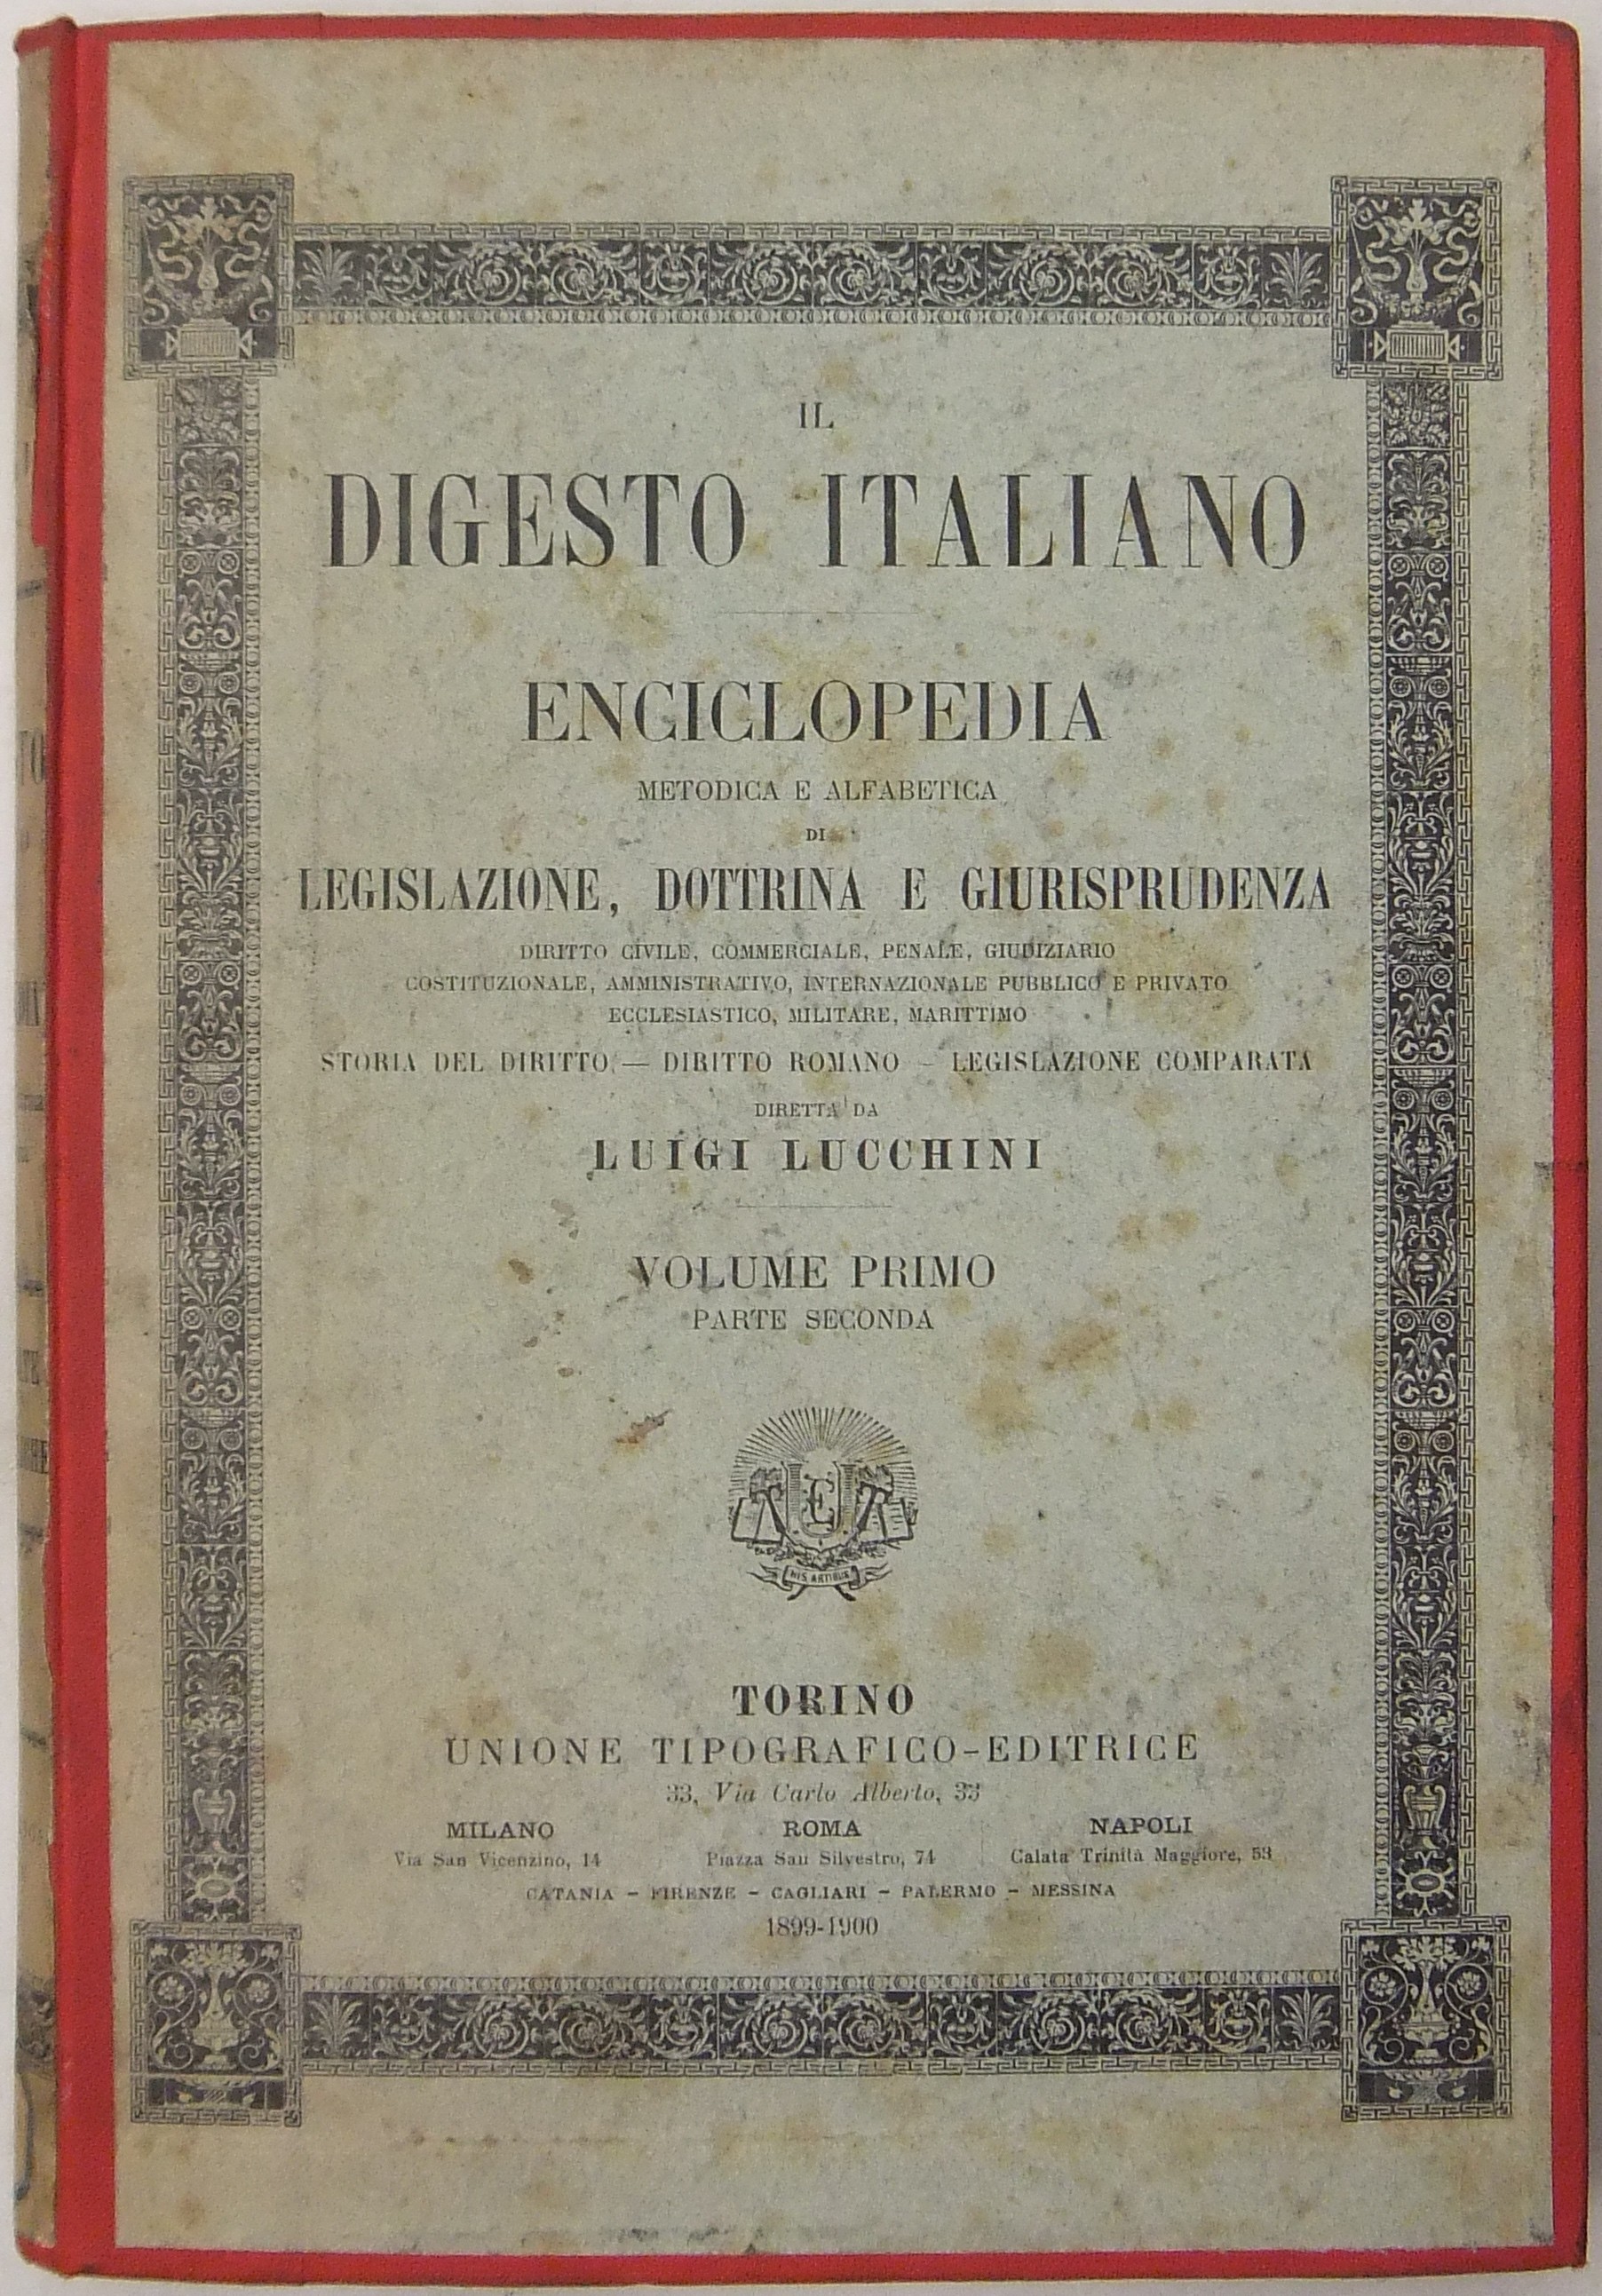 IL
DIGESTO ITALIANO
ENCICLOPEDIA
METODICA E ALFABETICA
DI
LEGISLAZIONE, DOTTRINA E GIURISPRUDENZA
DIRITTO CIVILE, COMMERCIALE, PENALE, GIUDIZIARIO
COSTITUZIONALE, AMMINISTRATIVO, INTERNAZIONALE PUBBLICO E PRIVATO
ECCLESIASTICO, MILITARE, MARITTIMO
STORIA DEL DIRITTO — DIRITTO ROMANO — LEGISLAZIONE COMPARATA
DIRETTA DA
LUIGI LUCCHINI
VOLUME PRIMO
PARTE SECONDA
HIS ARTIBUS
TORINO
UNIONE TIPOGRAFICO-EDITRICE
33, Via Carlo Alberto, 33
MILANO ROMA NAPOLI
Via San Vicenzino, 14 Piazza San Silvestro, 74 Calata Trinità Maggiore, 53
CATANIA – FIRENZE – CAGLIARI – PALERMO – MESSINA
1899-1900